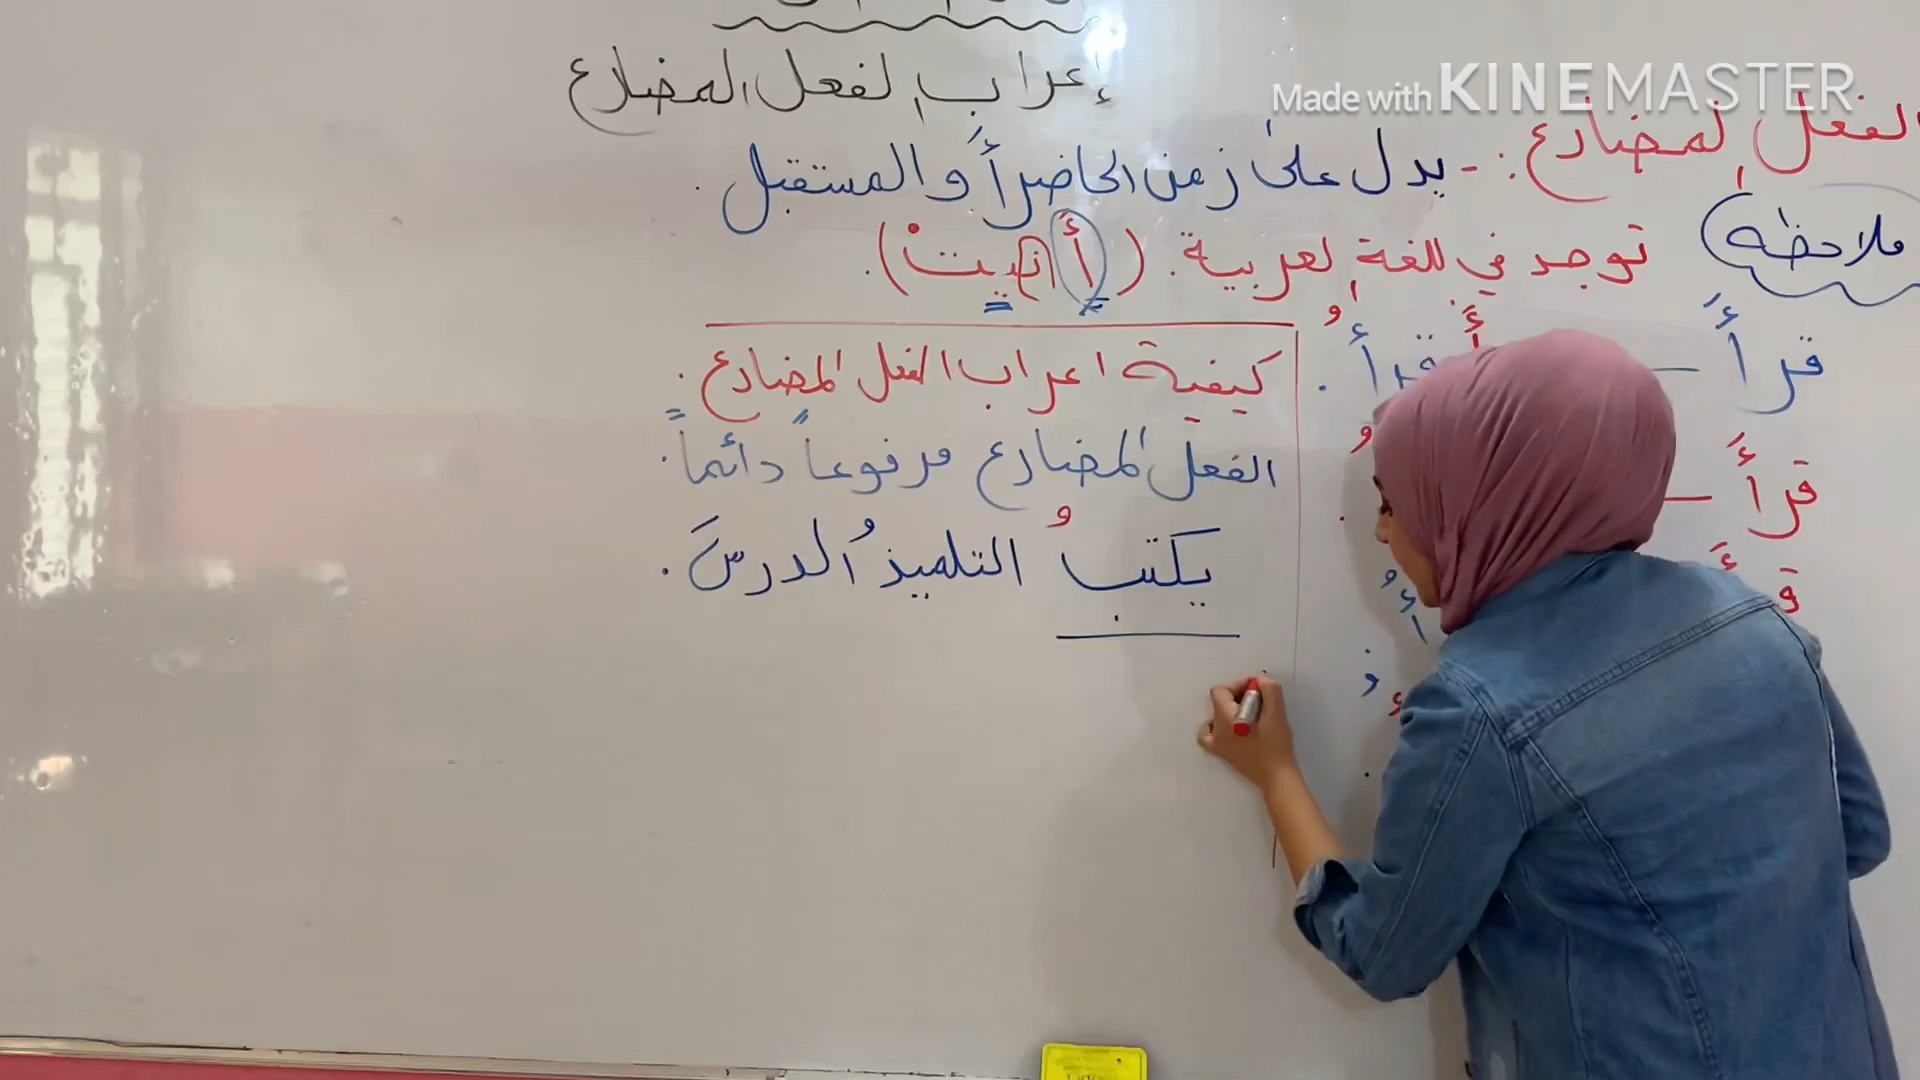 إعراب الفعل المضارع
Made with KINEMASTER
الفعل المضارع :- يدل على زمن الحاضر أَو المستقبل .
ملاحظة توجد في اللغة العربية . ( أنيتْ ) .
قرأَ — أَقرأُ .
قرأَ —
كيفية اعراب الفعل المضارع .
الفعل المضارع مرفوعاً دائماً .
يكتبُ التلميذُ الدرسَ .